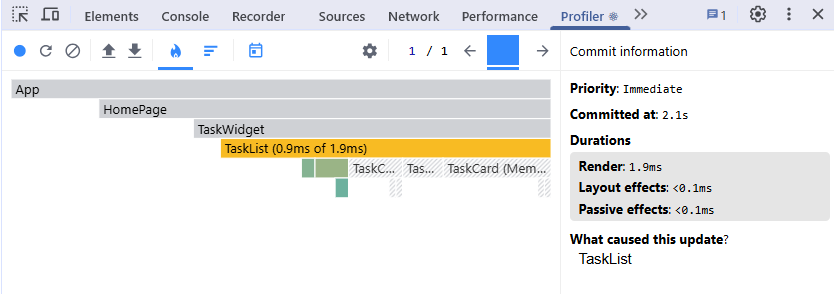 Elements Console Recorder Sources Network Performance Profiler 1
1 / 1
Commit information
App
HomePage
TaskWidget
TaskList (0.9ms of 1.9ms)
TaskC... Tas... TaskCard (Mem...
Priority: Immediate
Committed at: 2.1s
Durations
Render: 1.9ms
Layout effects: <0.1ms
Passive effects: <0.1ms
What caused this update?
TaskList